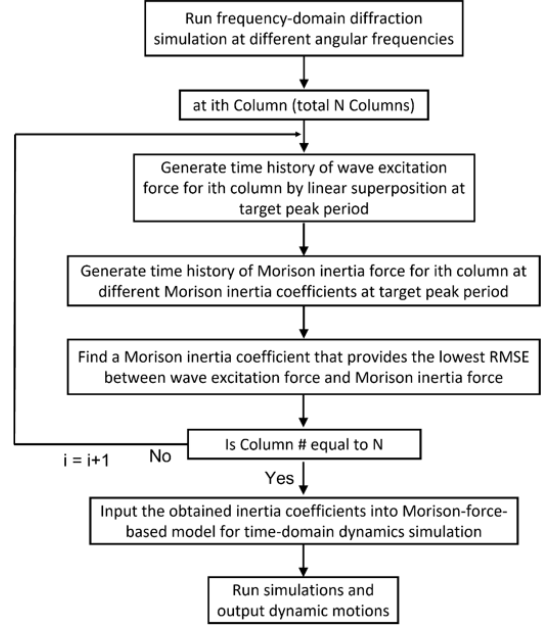 Run frequency-domain diffraction
simulation at different angular frequencies
at ith Column (total N Columns)
Generate time history of wave excitation
force for ith column by linear superposition at
target peak period
Generate time history of Morison inertia force for ith column at
different Morison inertia coefficients at target peak period
Find a Morison inertia coefficient that provides the lowest RMSE
between wave excitation force and Morison inertia force
Is Column # equal to N
i = i+1
No
Yes
Input the obtained inertia coefficients into Morison-force-
based model for time-domain dynamics simulation
Run simulations and
output dynamic motions